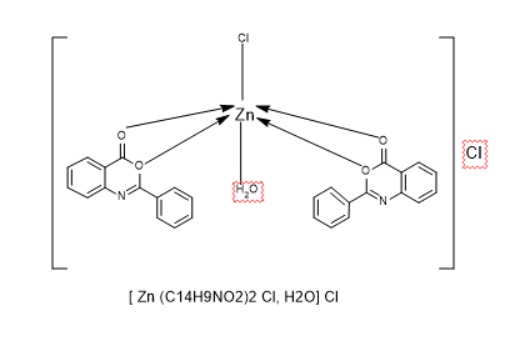 Cl
Zn
O
O
N
H2O
O
O
N
Cl
[ Zn (C14H9NO2)2 Cl, H2O] Cl